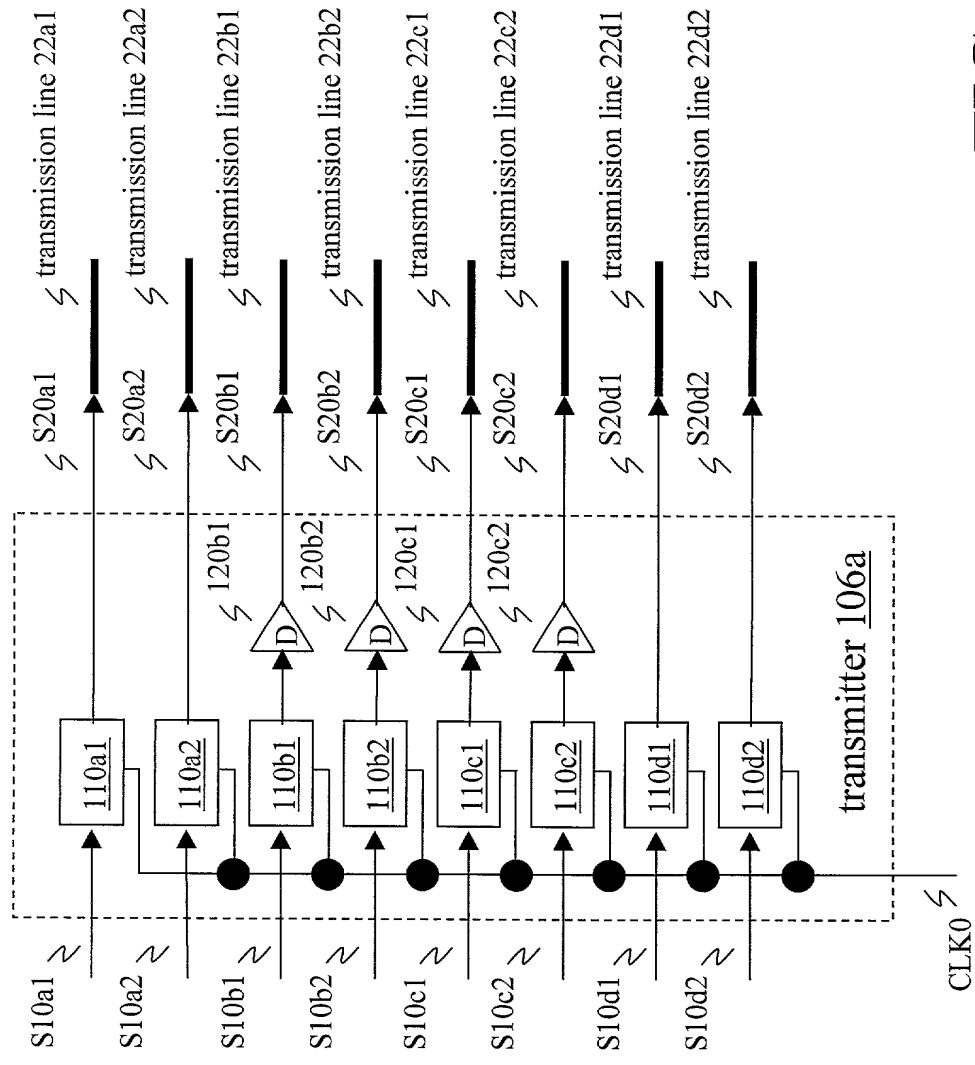 S10a1
S10a2
S10b1
S10b2
S10c1
S10c2
S10d1
S10d2
CLK0
110a1
110a2
110b1
110b2
110c1
110c2
110d1
110d2
D
D
D
D
120b1
120b2
120c1
120c2
transmitter 106a
S20a1
S20a2
S20b1
S20b2
S20c1
S20c2
S20d1
S20d2
transmission line 22a1
transmission line 22a2
transmission line 22b1
transmission line 22b2
transmission line 22c1
transmission line 22c2
transmission line 22d1
transmission line 22d2